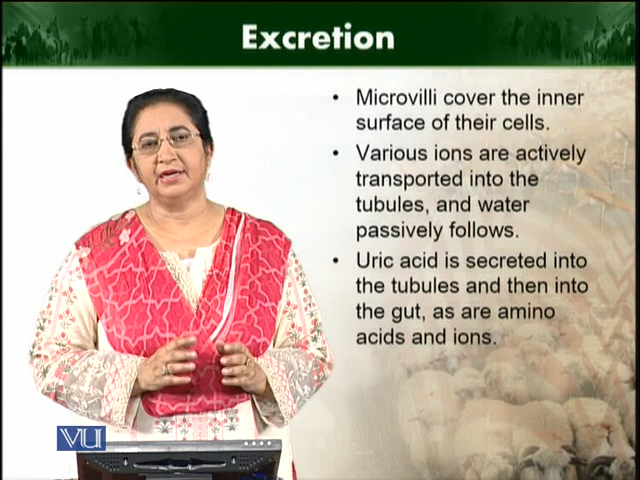 Excretion
• Microvilli cover the inner
surface of their cells.
• Various ions are actively
transported into the
tubules, and water
passively follows.
• Uric acid is secreted into
the tubules and then into
the gut, as are amino
acids and ions.
VU